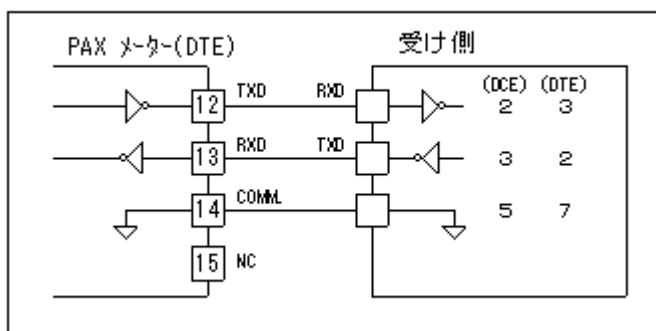 PAX メーター(DTE)
受け側
(DCE) (DTE)
12 TXD RXD 2 3
13 RXD TXD 3 2
14 COMM. 5 7
15 NC